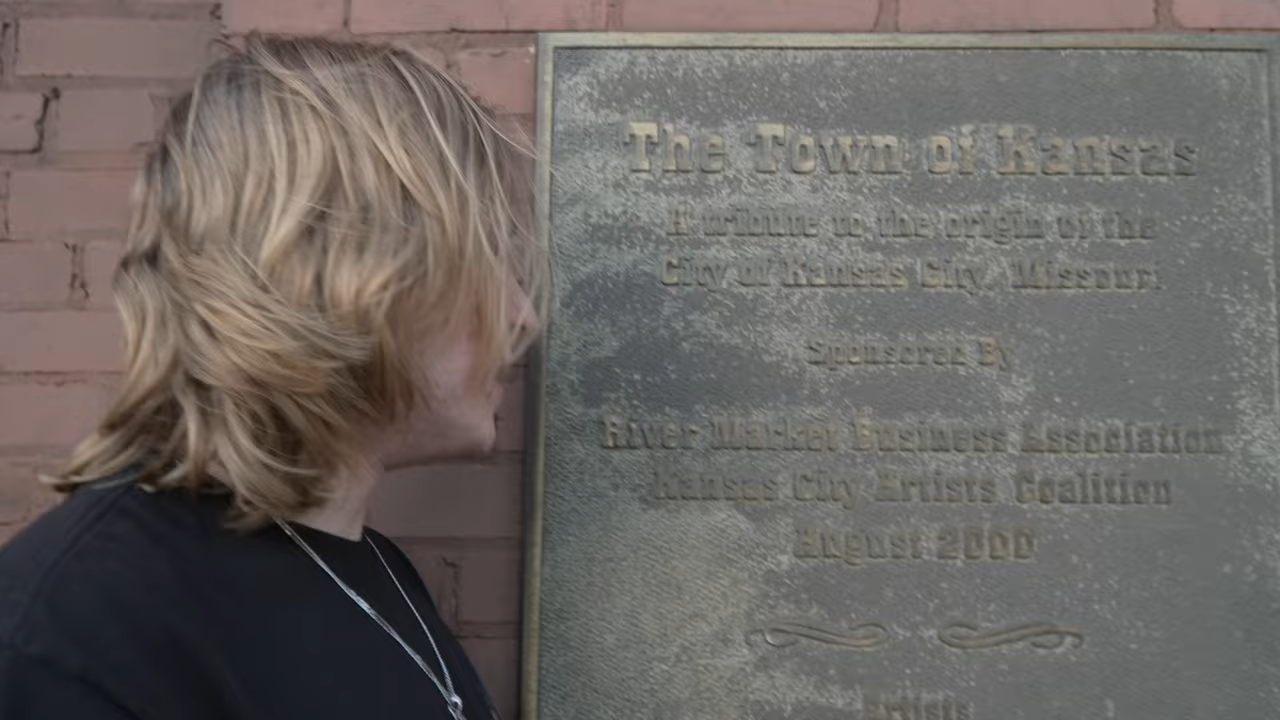 The Town of Kansas
A tribute to the origin of the
City of Kansas City, Missouri
Sponsored By
River Market Business Association
Kansas City Artists Coalition
August 2000
Artists